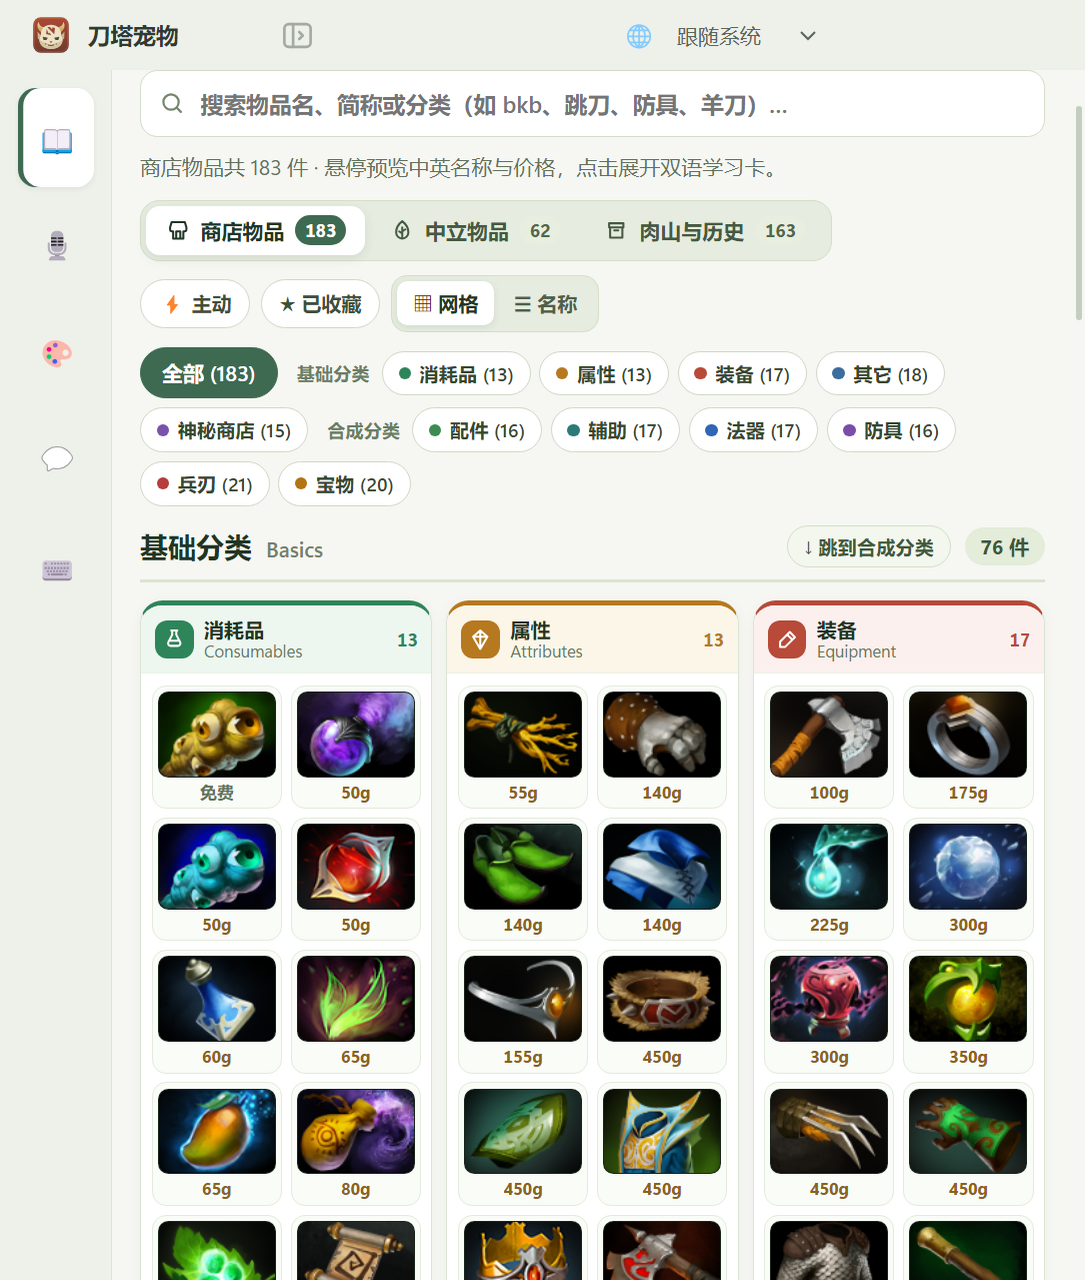 刀塔宠物
跟随系统
搜索物品名、简称或分类（如 bkb、跳刀、防具、羊刀）...
商店物品共 183 件 · 悬停预览中英名称与价格，点击展开双语学习卡。
商店物品 183 中立物品 62 肉山与历史 163
主动 ★ 已收藏 网格 ☰ 名称
全部 (183) 基础分类 消耗品 (13) 属性 (13) 装备 (17) 其它 (18)
神秘商店 (15) 合成分类 配件 (16) 辅助 (17) 法器 (17) 防具 (16)
兵刃 (21) 宝物 (20)
基础分类 Basics ↓ 跳到合成分类 76 件
消耗品 13 属性 13 装备 17
Consumables Attributes Equipment
免费 50g 55g 140g 100g 175g
50g 50g 140g 140g 225g 300g
60g 65g 155g 450g 300g 350g
65g 80g 450g 450g 450g 450g